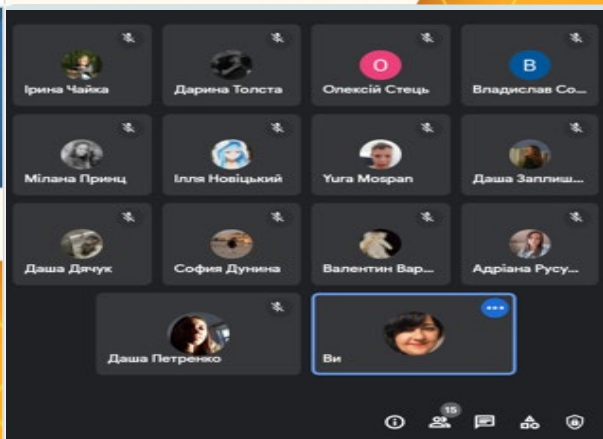 Ірина Чайка
Дарина Толста
Олексій Стець
О
Владислав Со...
В
Мілана Принц
Ілля Новіцький
Yura Mospan
Даша Заплиш...
Даша Дячук
София Дунина
Валентин Вар...
Адріана Русу...
Даша Петренко
Ви
15